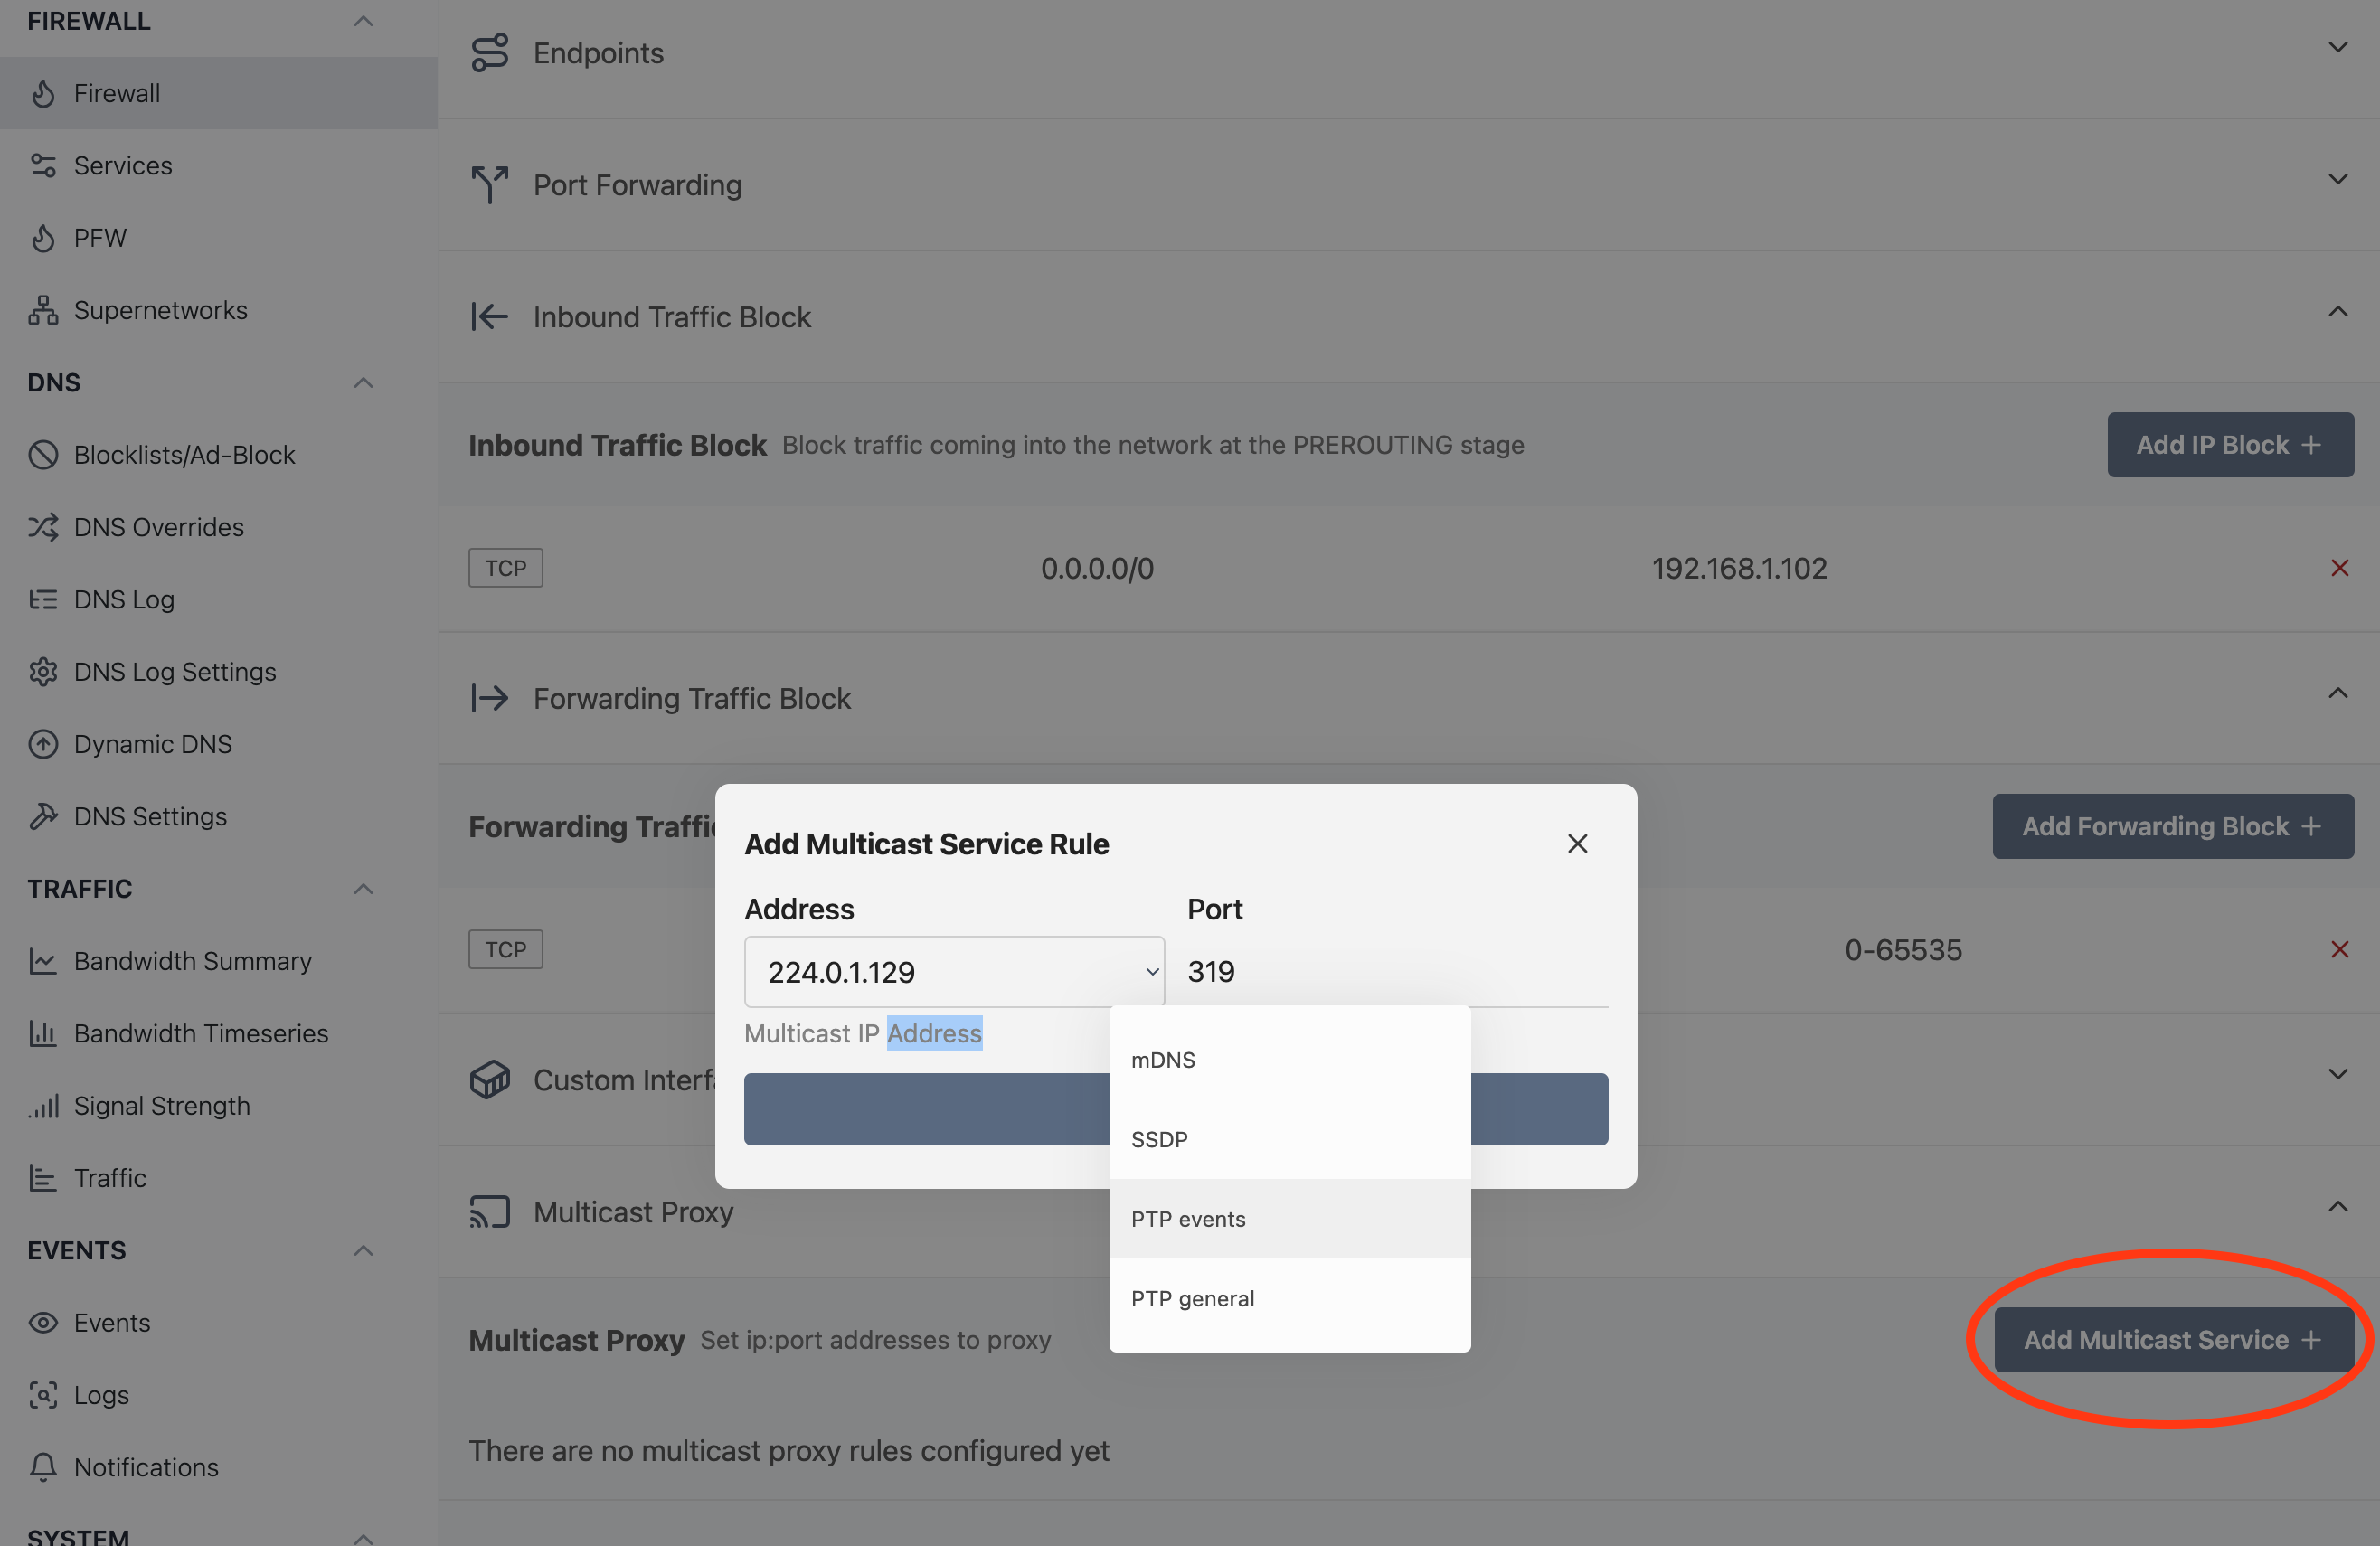 FIREWALL
Firewall
Services
PFW
Supernetworks
DNS
Blocklists/Ad-Block
DNS Overrides
DNS Log
DNS Log Settings
Dynamic DNS
DNS Settings
TRAFFIC
Bandwidth Summary
Bandwidth Timeseries
Signal Strength
Traffic
EVENTS
Events
Logs
Notifications
SYSTEM
Endpoints
Port Forwarding
Inbound Traffic Block
Inbound Traffic Block Block traffic coming into the network at the PREROUTING stage Add IP Block +
TCP 0.0.0.0/0 192.168.1.102
Forwarding Traffic Block
Forwarding Traffic Add Forwarding Block +
TCP 0-65535
Custom Interfa
Multicast Proxy
Multicast Proxy Set ip:port addresses to proxy Add Multicast Service +
There are no multicast proxy rules configured yet
Add Multicast Service Rule
Address Port
224.0.1.129 319
Multicast IP Address
mDNS
SSDP
PTP events
PTP general